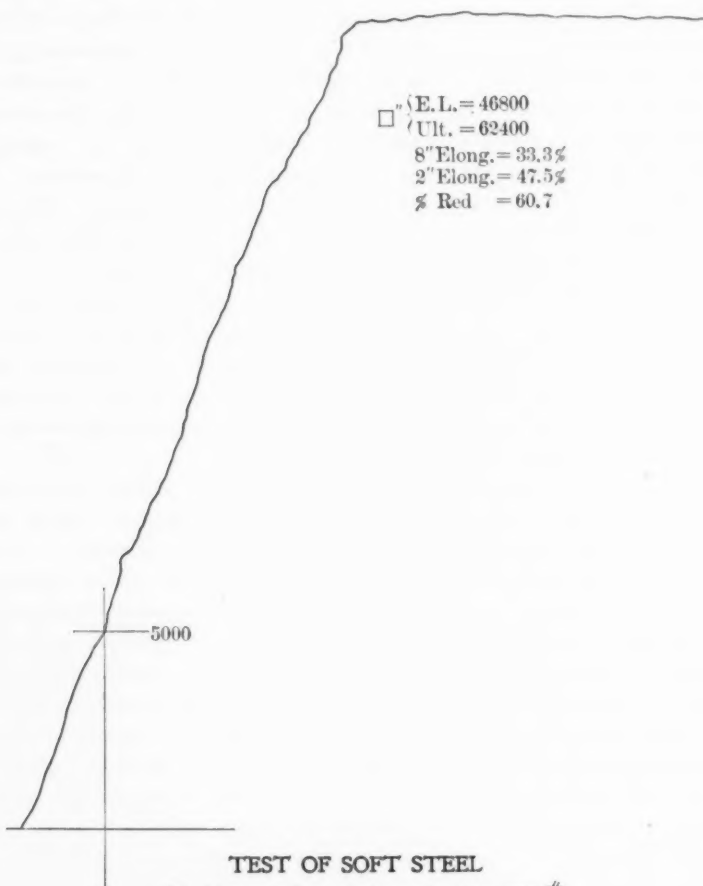 □" { E. L. = 46800
Ult. = 62400
8" Elong. = 33.3%
2" Elong. = 47.5%
% Red = 60.7
5000
TEST OF SOFT STEEL